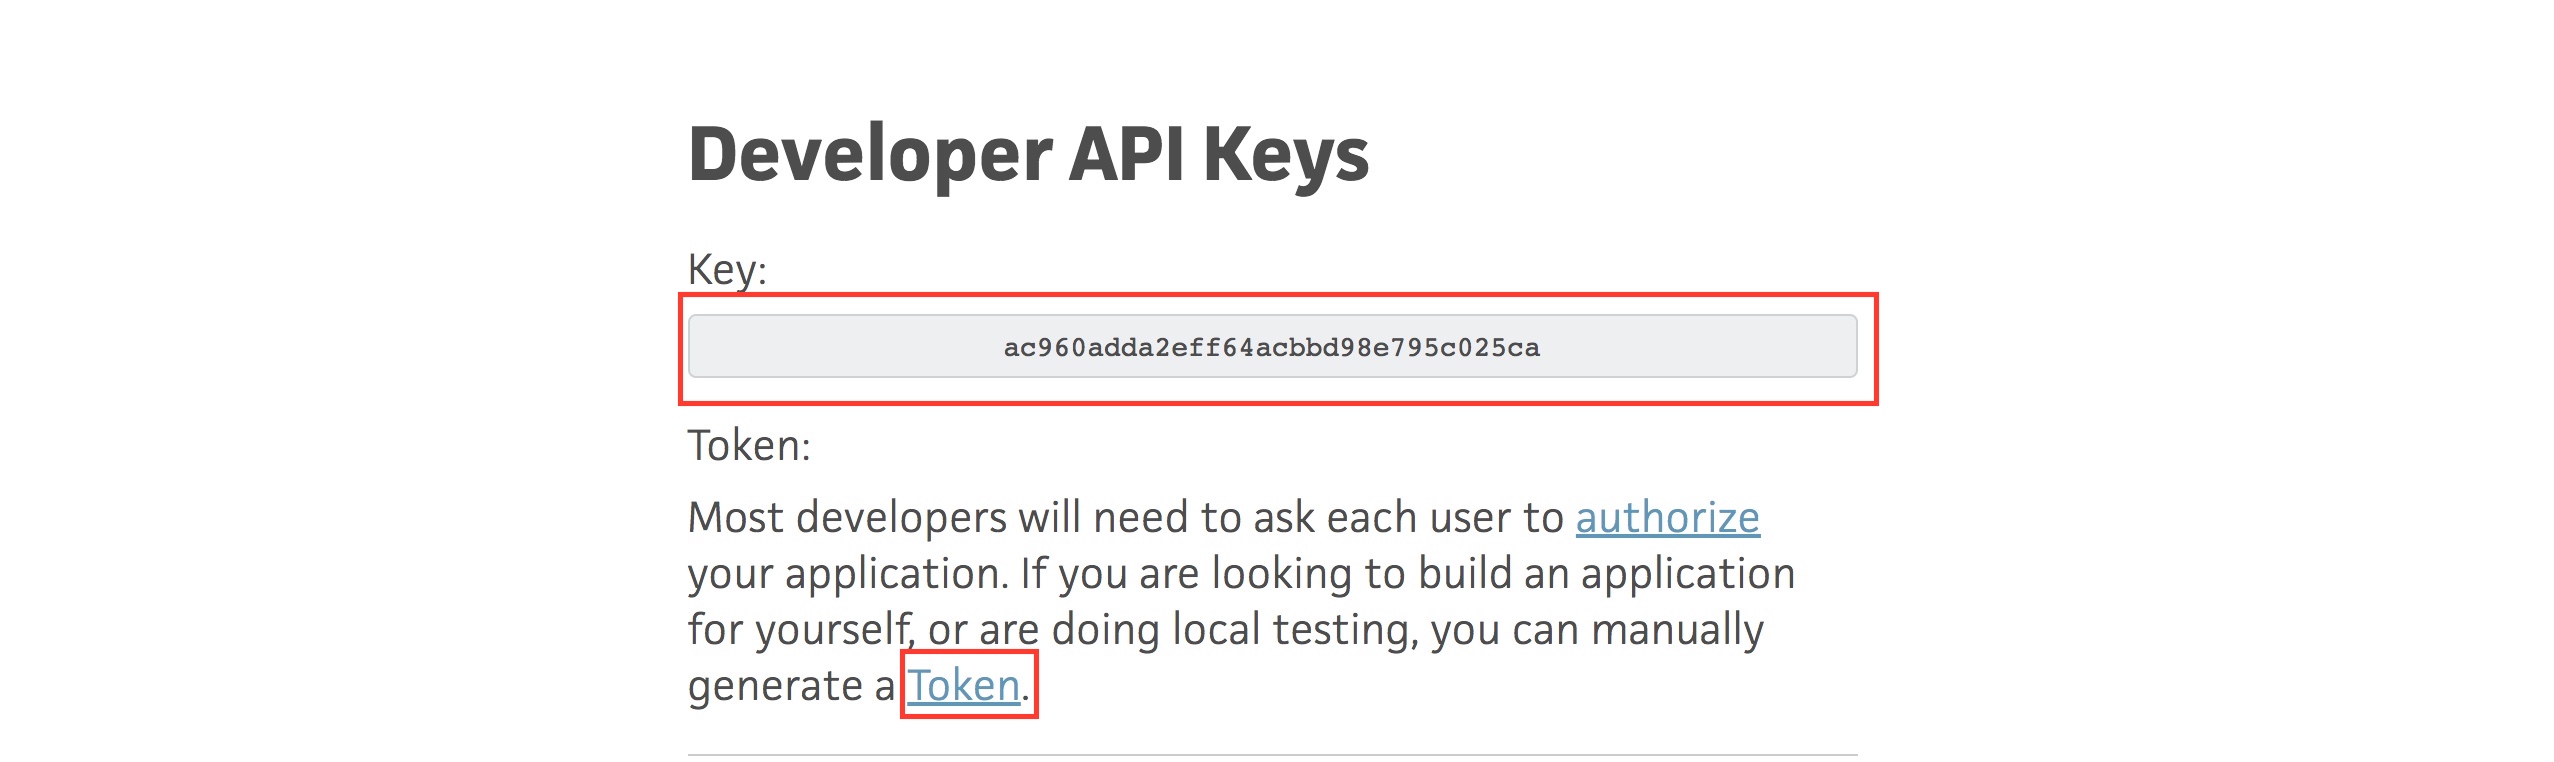 Developer API Keys
Key:
ac960adda2eff64acbbd98e795c025ca
Token:
Most developers will need to ask each user to authorize
your application. If you are looking to build an application
for yourself, or are doing local testing, you can manually
generate a Token.